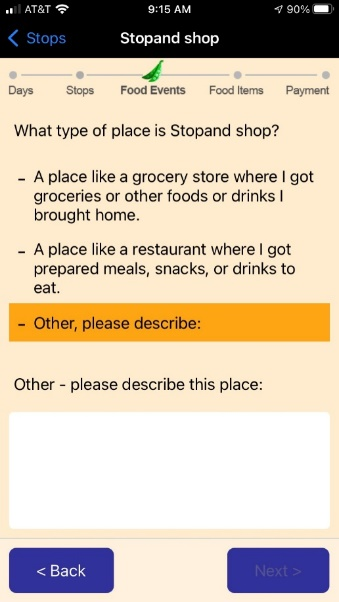 AT&T 9:15 AM 90%
Stops Stopand shop
Days Stops Food Events Food Items Payment
What type of place is Stopand shop?
- A place like a grocery store where I got
groceries or other foods or drinks I
brought home.
- A place like a restaurant where I got
prepared meals, snacks, or drinks to
eat.
- Other, please describe:
Other - please describe this place:
< Back Next >